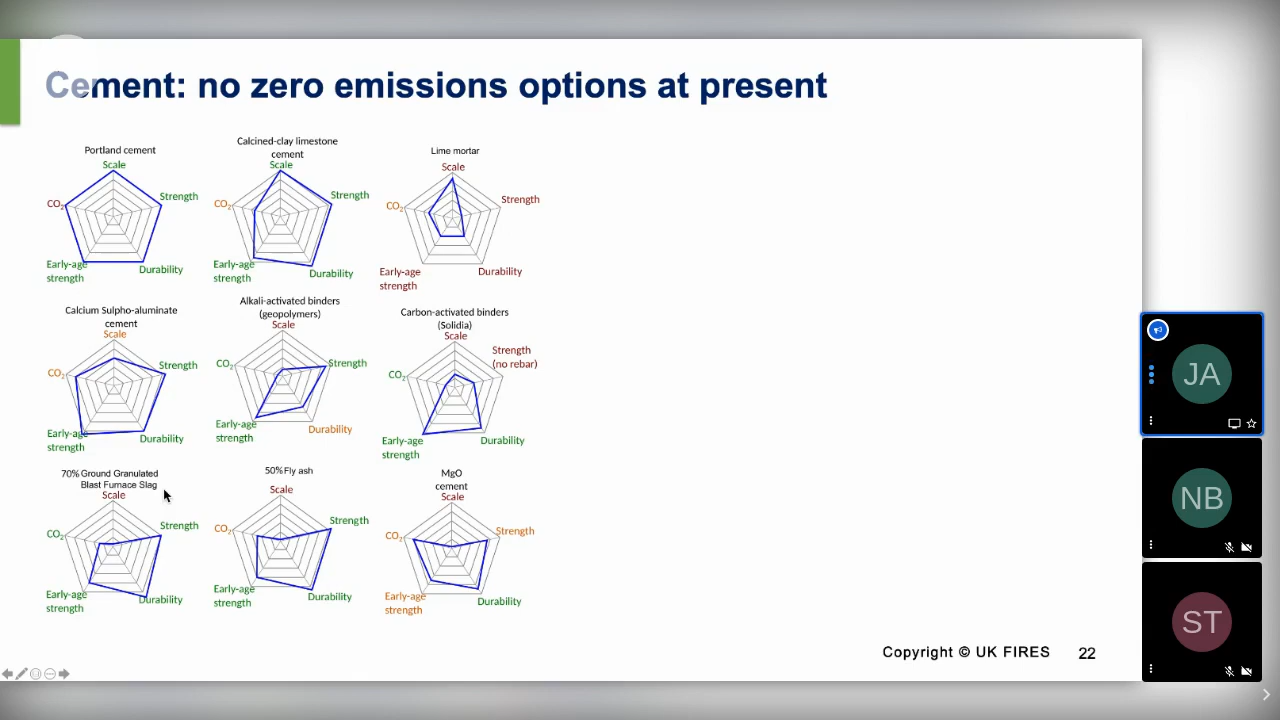 Cement: no zero emissions options at present
Portland cement
Scale
CO2
Strength
Early-age
strength
Durability
Calcined-clay limestone
cement
Scale
CO2
Strength
Early-age
strength
Durability
Lime mortar
Scale
CO2
Strength
Early-age
strength
Durability
Calcium Sulpho-aluminate
cement
Scale
CO2
Strength
Early-age
strength
Durability
Alkali-activated binders
(geopolymers)
Scale
CO2
Strength
Early-age
strength
Durability
Carbon-activated binders
(Solidia)
Scale
Strength
(no rebar)
CO2
Early-age
strength
Durability
70% Ground Granulated
Blast Furnace Slag
Scale
CO2
Strength
Early-age
strength
Durability
50% Fly ash
Scale
CO2
Strength
Early-age
strength
Durability
MgO
cement
Scale
CO2
Strength
Early-age
strength
Durability
Copyright © UK FIRES 22
JA
NB
ST